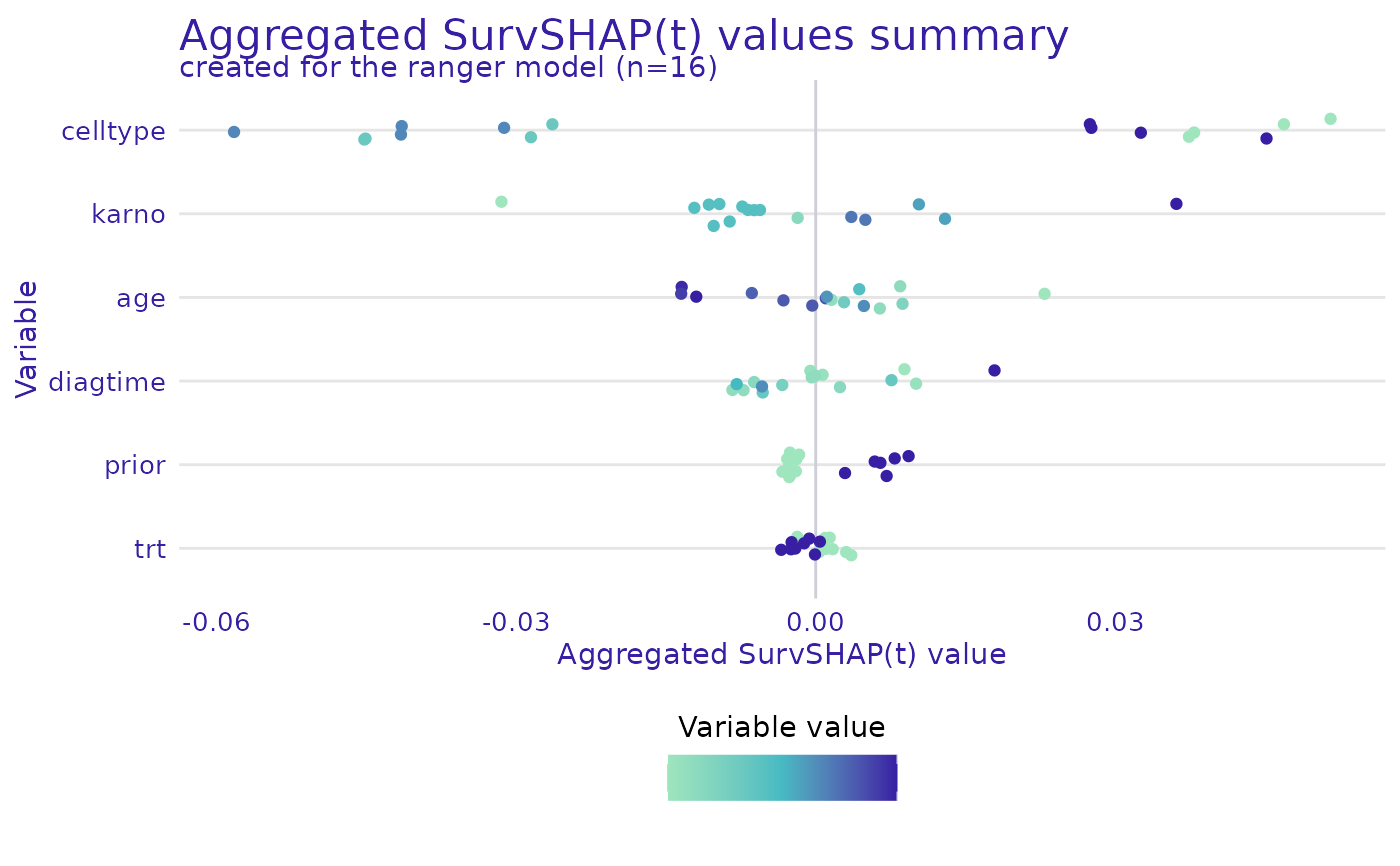 Aggregated SurvSHAP(t) values summary
created for the ranger model (n=16)
celltype
karno
age
diagtime
prior
trt
Variable
-0.06 -0.03 0.00 0.03
Aggregated SurvSHAP(t) value
Variable value